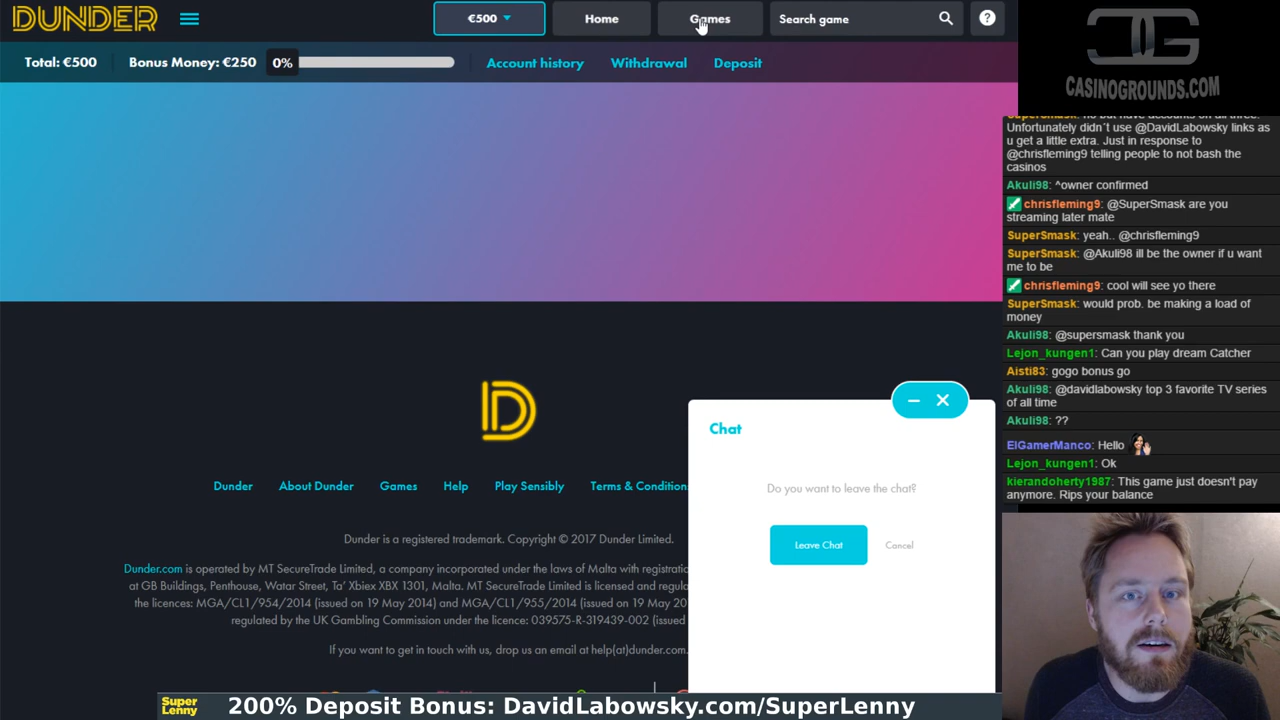 DUNDER
€500
Home
Games
Search game
?
Total: €500
Bonus Money: €250
0%
Account history
Withdrawal
Deposit
D
Dunder
About Dunder
Games
Help
Play Sensibly
Terms & Condition
Dunder is a registered trademark. Copyright © 2017 Dunder Limited.
Dunder.com is operated by MT SecureTrade Limited, a company incorporated under the laws of Malta with registratio
at GB Buildings, Penthouse, Watar Street, Ta' Xbiex XBX 1301, Malta. MT SecureTrade Limited is licensed and regula
the licences: MGA/CL1/954/2014 (issued on 19 May 2014) and MGA/CL1/955/2014 (issued on 19 May 20
regulated by the UK Gambling Commission under the licence: 039575-R-319439-002 (issued
If you want to get in touch with us, drop us an email at help(at)dunder.com.
Chat
Do you want to leave the chat?
Leave Chat
Cancel
CG
CASINOGROUNDS.COM
SuperSmask: no but have accounts on all three.
Unfortunately didn't use @DavidLabowsky links as
u get a little extra. Just in response to
@chrisfleming9 telling people to not bash the
casinos
Akuli98: ^owner confirmed
chrisfleming9: @SuperSmask are you
streaming later mate
SuperSmask: yeah.. @chrisfleming9
SuperSmask: @Akuli98 ill be the owner if u want
me to be
chrisfleming9: cool will see yo there
SuperSmask: would prob. be making a load of
money
Akuli98: @supersmask thank you
Lejon_kungen1: Can you play dream Catcher
Aisti83: gogo bonus go
Akuli98: @davidlabowsky top 3 favorite TV series
of all time
Akuli98: ??
ElGamerManco: Hello
Lejon_kungen1: Ok
kierandoherty1987: This game just doesn't pay
anymore. Rips your balance
Super
Lenny
200% Deposit Bonus: DavidLabowsky.com/SuperLenny